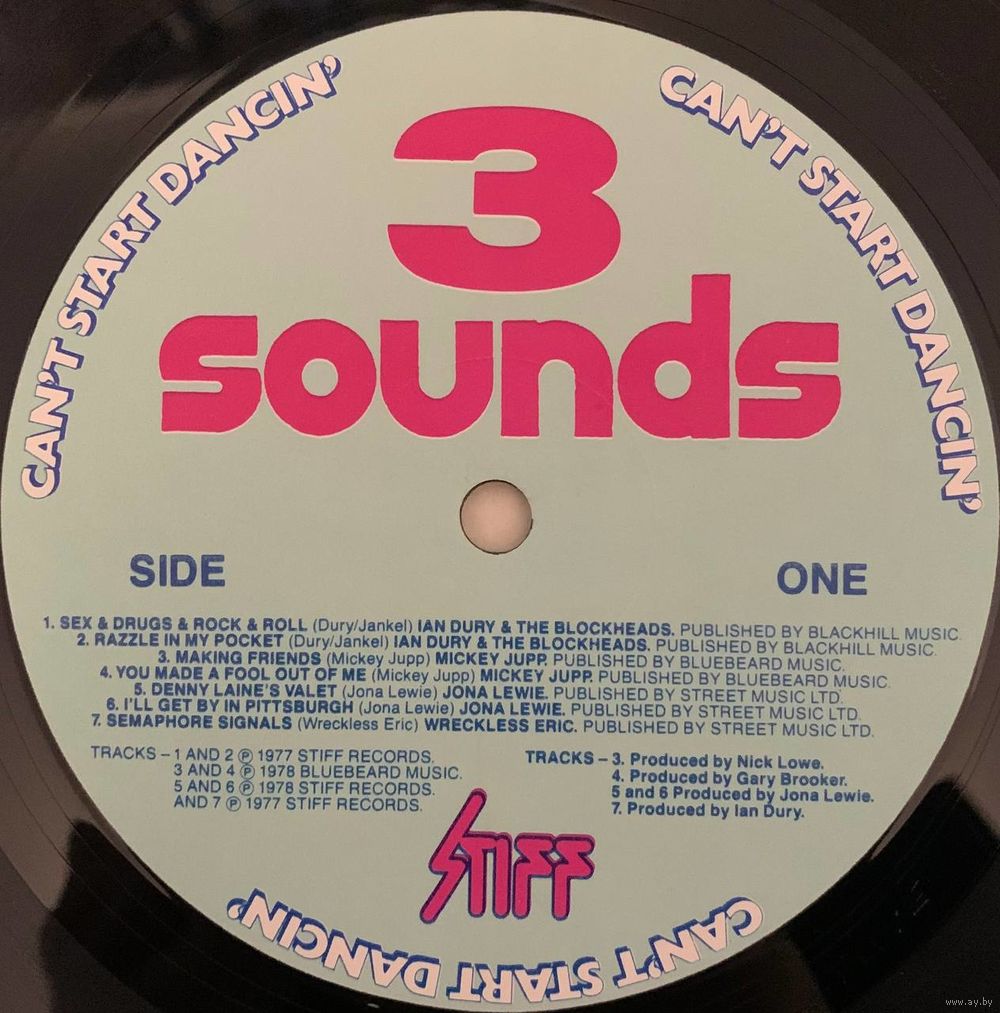 CAN'T START DANCIN'
CAN'T START DANCIN'
3
sounds
SIDE
ONE
1. SEX & DRUGS & ROCK & ROLL (Dury/Jankel) IAN DURY & THE BLOCKHEADS. PUBLISHED BY BLACKHILL MUSIC.
2. RAZZLE IN MY POCKET (Dury/Jankel) IAN DURY & THE BLOCKHEADS. PUBLISHED BY BLACKHILL MUSIC.
3. MAKING FRIENDS (Mickey Jupp) MICKEY JUPP. PUBLISHED BY BLUEBEARD MUSIC.
4. YOU MADE A FOOL OUT OF ME (Mickey Jupp) MICKEY JUPP. PUBLISHED BY BLUEBEARD MUSIC.
5. DENNY LAINE'S VALET (Jona Lewie) JONA LEWIE. PUBLISHED BY STREET MUSIC LTD.
6. I'LL GET BY IN PITTSBURGH (Jona Lewie) JONA LEWIE. PUBLISHED BY STREET MUSIC LTD.
7. SEMAPHORE SIGNALS (Wreckless Eric) WRECKLESS ERIC. PUBLISHED BY STREET MUSIC LTD.
TRACKS – 1 AND 2 ℗ 1977 STIFF RECORDS.
3 AND 4 ℗ 1978 BLUEBEARD MUSIC.
5 AND 6 ℗ 1978 STIFF RECORDS.
AND 7 ℗ 1977 STIFF RECORDS.
TRACKS – 3. Produced by Nick Lowe.
4. Produced by Gary Brooker.
5 and 6 Produced by Jona Lewie.
7. Produced by Ian Dury.
STIFF
CAN'T START DANCIN'
www.ay.by